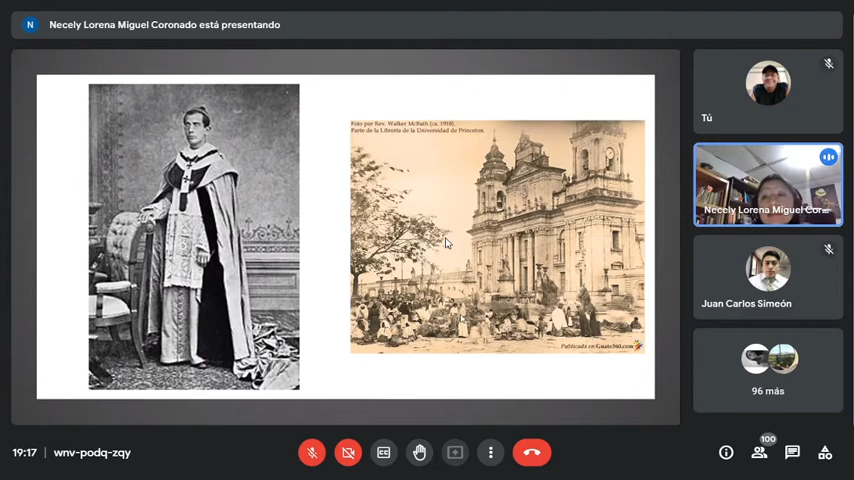 N Necely Lorena Miguel Coronado está presentando
Foto por Rev. Walker McBath (ca. 1918).
Parte de la Librería de la Universidad de Princeton.
Publicada en Guate360.com
Tú
Necely Lorena Miguel Cor...
Juan Carlos Simeón
96 más
19:17 wnv-podq-zqy
100